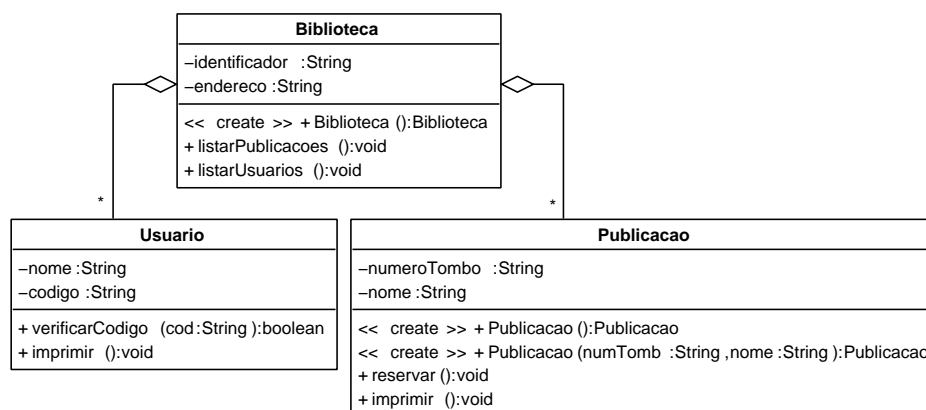 Biblioteca
−identificador :String
−endereco :String
<< create >> + Biblioteca ():Biblioteca
+ listarPublicacoes ():void
+ listarUsuarios ():void
* *
Usuario
−nome :String
−codigo :String
+ verificarCodigo (cod :String ):boolean
+ imprimir ():void
Publicacao
−numeroTombo :String
−nome :String
<< create >> + Publicacao ():Publicacao
<< create >> + Publicacao (numTomb :String ,nome :String ):Publicacao
+ reservar ():void
+ imprimir ():void